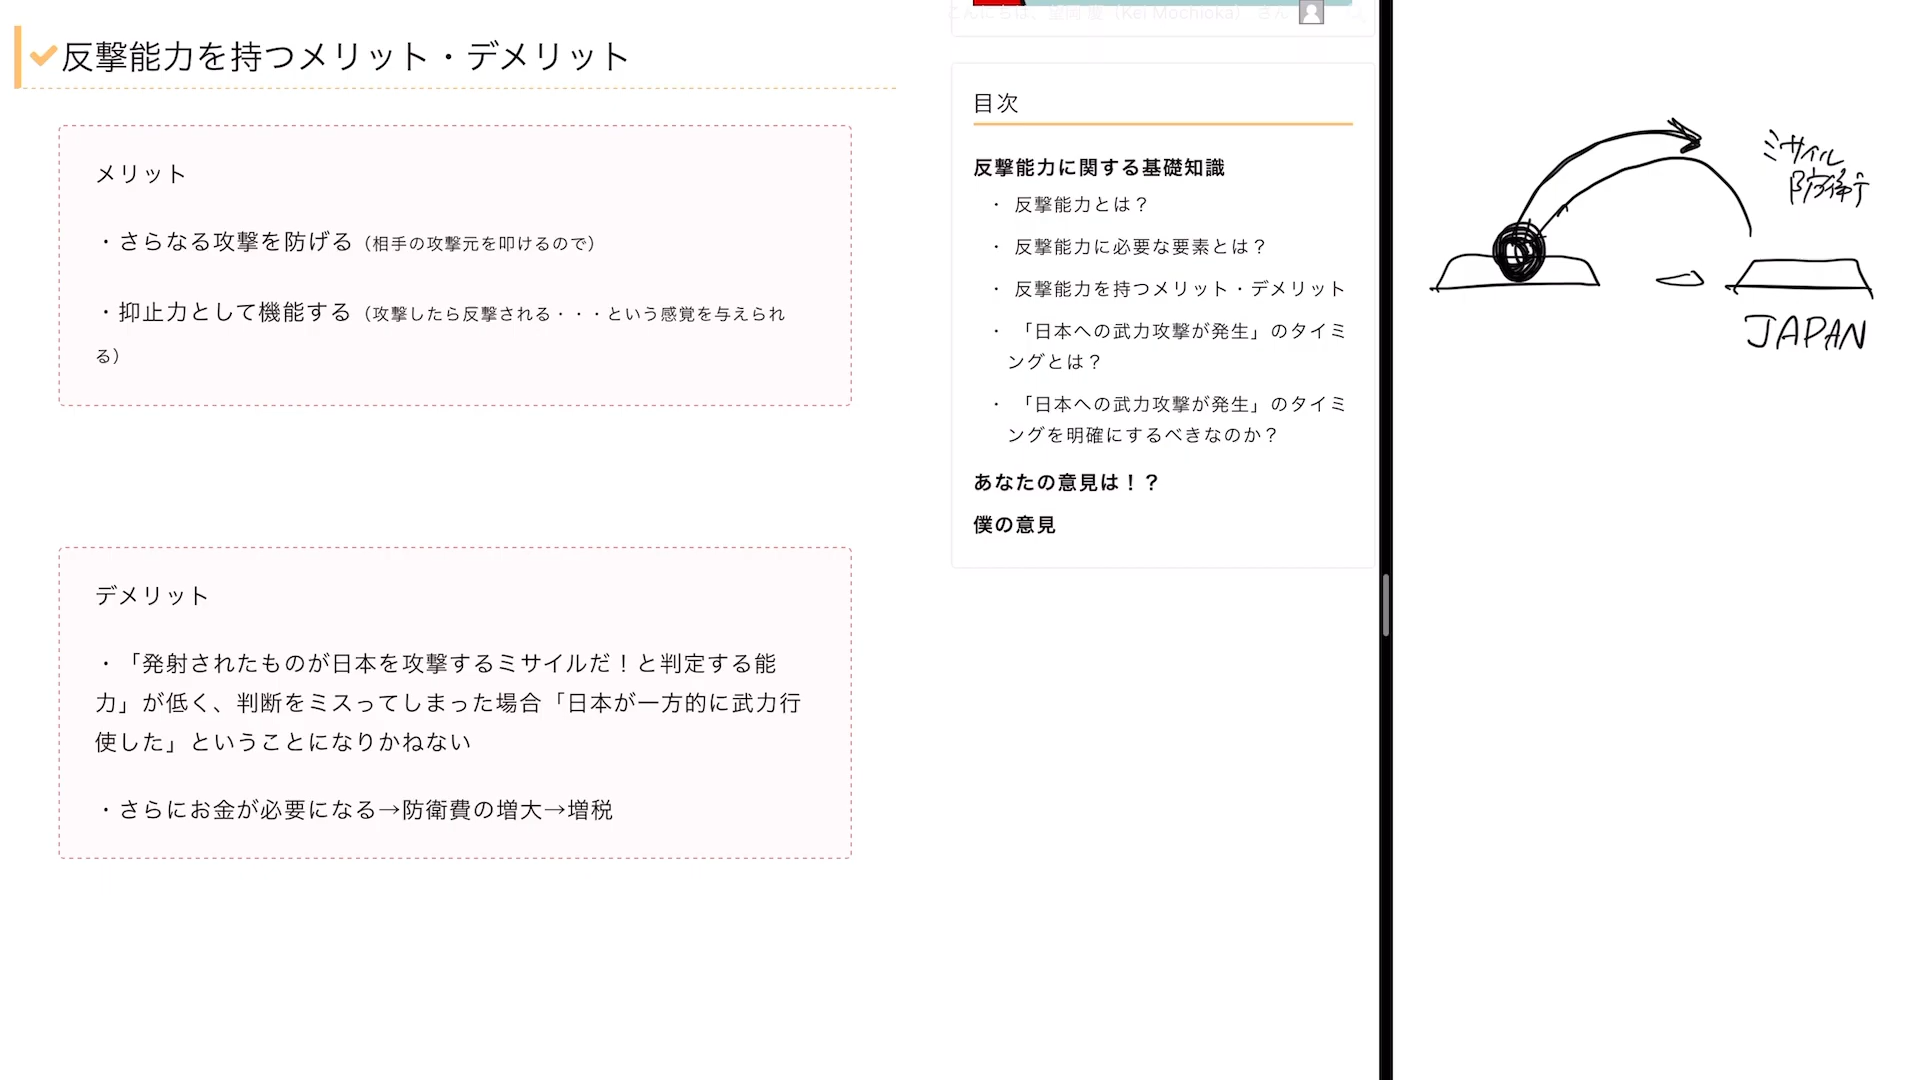 反撃能力を持つメリット・デメリット
メリット
・さらなる攻撃を防げる（相手の攻撃元を叩けるので）
・抑止力として機能する（攻撃したら反撃される・・・という感覚を与えられ
る）
デメリット
・「発射されたものが日本を攻撃するミサイルだ！と判定する能
力」が低く、判断をミスってしまった場合「日本が一方的に武力行
使した」ということになりかねない
・さらにお金が必要になる→防衛費の増大→増税
こんにちは、望岡 慶（Kei Mochioka） さん
目次
反撃能力に関する基礎知識
・ 反撃能力とは？
・ 反撃能力に必要な要素とは？
・ 反撃能力を持つメリット・デメリット
・ 「日本への武力攻撃が発生」のタイミ
ングとは？
・ 「日本への武力攻撃が発生」のタイミ
ングを明確にするべきなのか？
あなたの意見は！？
僕の意見
ミサイル
JAPAN